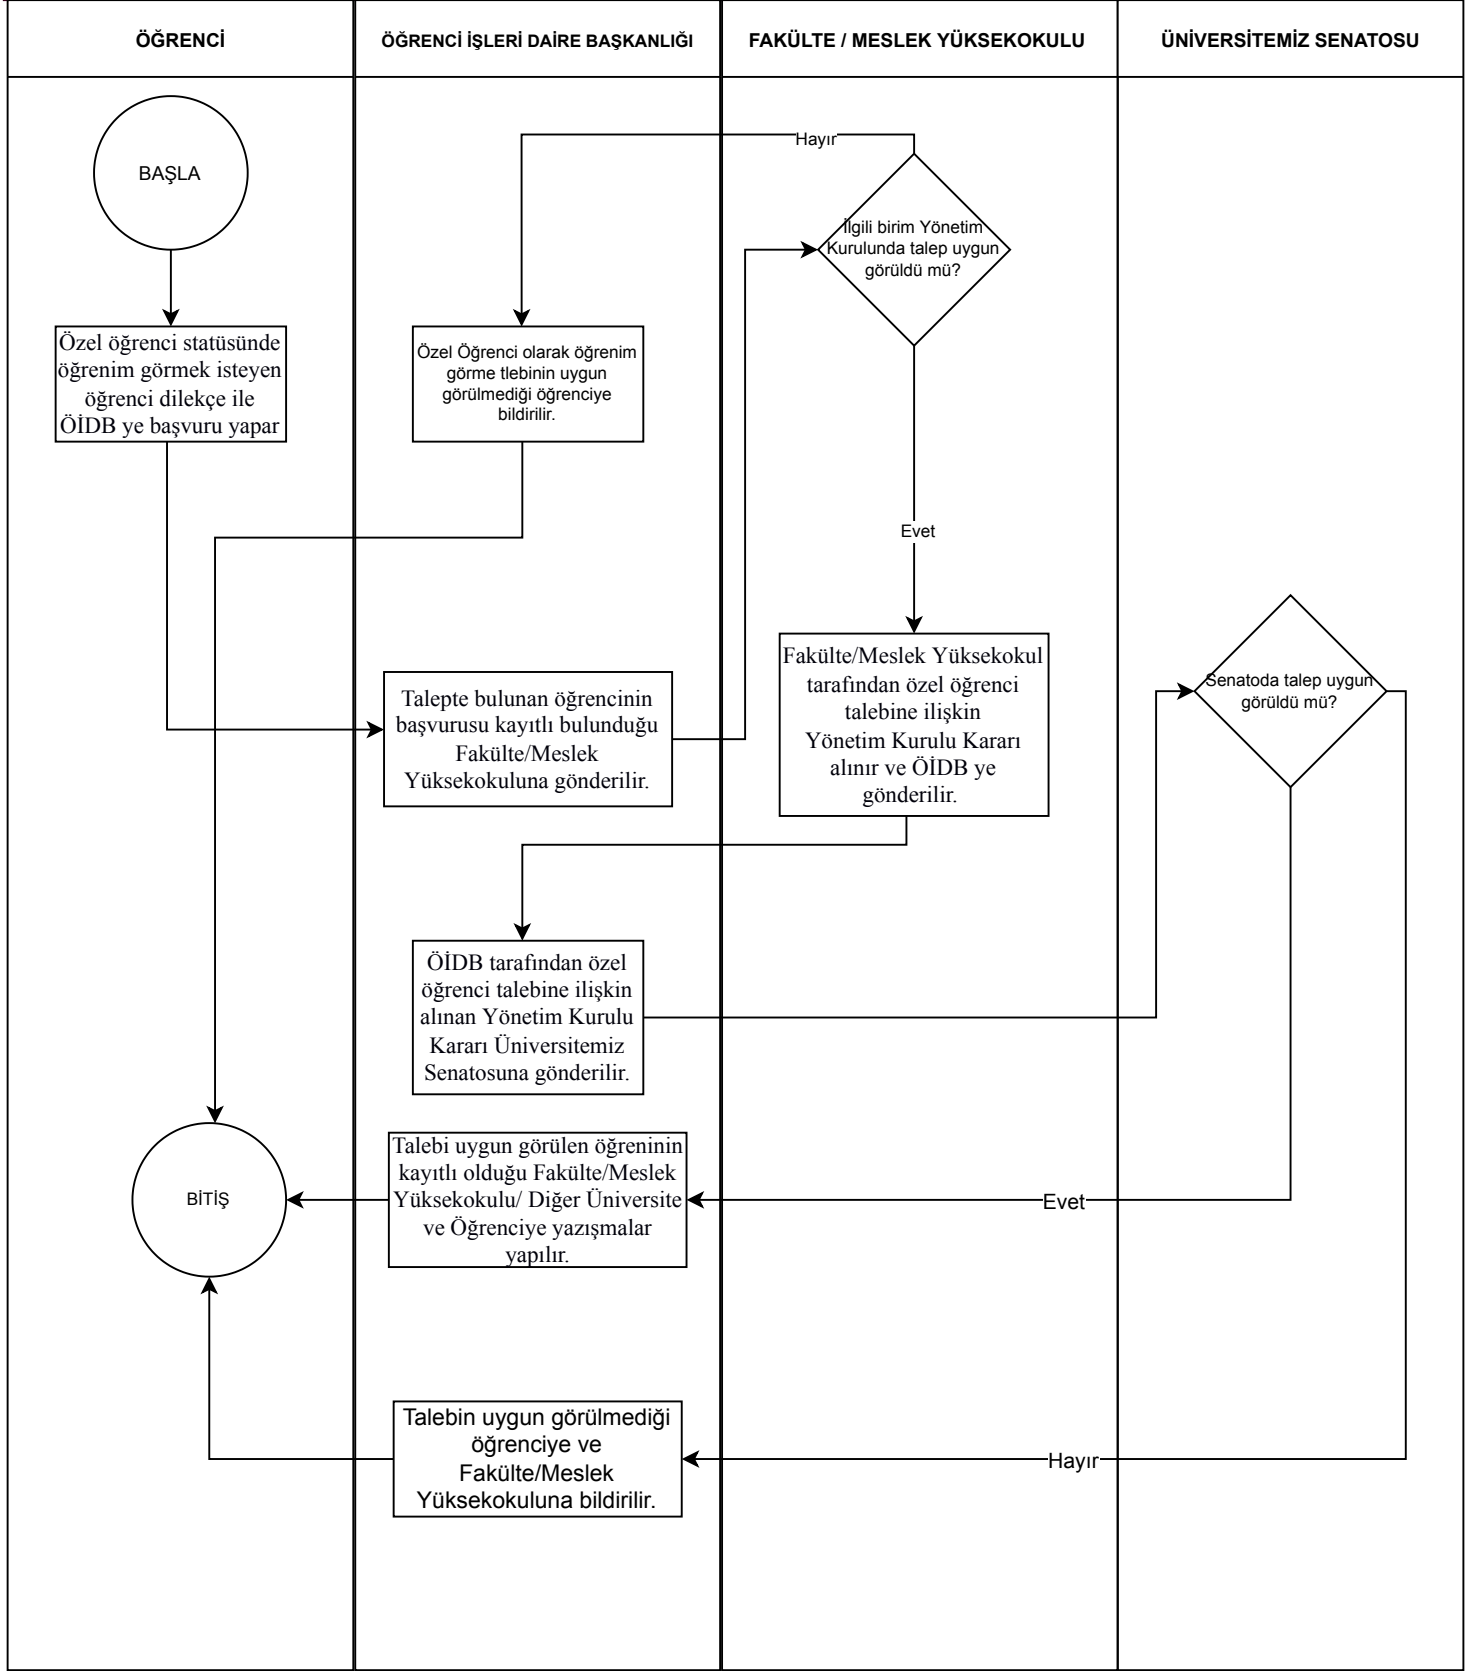 ÖĞRENCİ
ÖĞRENCİ İŞLERİ DAİRE BAŞKANLIĞI
FAKÜLTE / MESLEK YÜKSEKOKULU
ÜNİVERSİTEMİZ SENATOSU
BAŞLA
Hayır
İlgili birim Yönetim
Kurulunda talep uygun
görüldü mü?
Özel öğrenci statüsünde
öğrenim görmek isteyen
öğrenci dilekçe ile
ÖİDB ye başvuru yapar
Özel Öğrenci olarak öğrenim
görme tlebinin uygun
görülmediği öğrenciye
bildirilir.
Evet
Talepte bulunan öğrencinin
başvurusu kayıtlı bulunduğu
Fakülte/Meslek
Yüksekokuluna gönderilir.
Fakülte/Meslek Yüksekokul
tarafından özel öğrenci
talebine ilişkin
Yönetim Kurulu Kararı
alınır ve ÖİDB ye
gönderilir.
Senatoda talep uygun
görüldü mü?
ÖİDB tarafından özel
öğrenci talebine ilişkin
alınan Yönetim Kurulu
Kararı Üniversitemiz
Senatosuna gönderilir.
BİTİŞ
Talebi uygun görülen öğreninin
kayıtlı olduğu Fakülte/Meslek
Yüksekokulu/ Diğer Üniversite
ve Öğrenciye yazışmalar
yapılır.
Evet
Talebin uygun görülmediği
öğrenciye ve
Fakülte/Meslek
Yüksekokuluna bildirilir.
Hayır